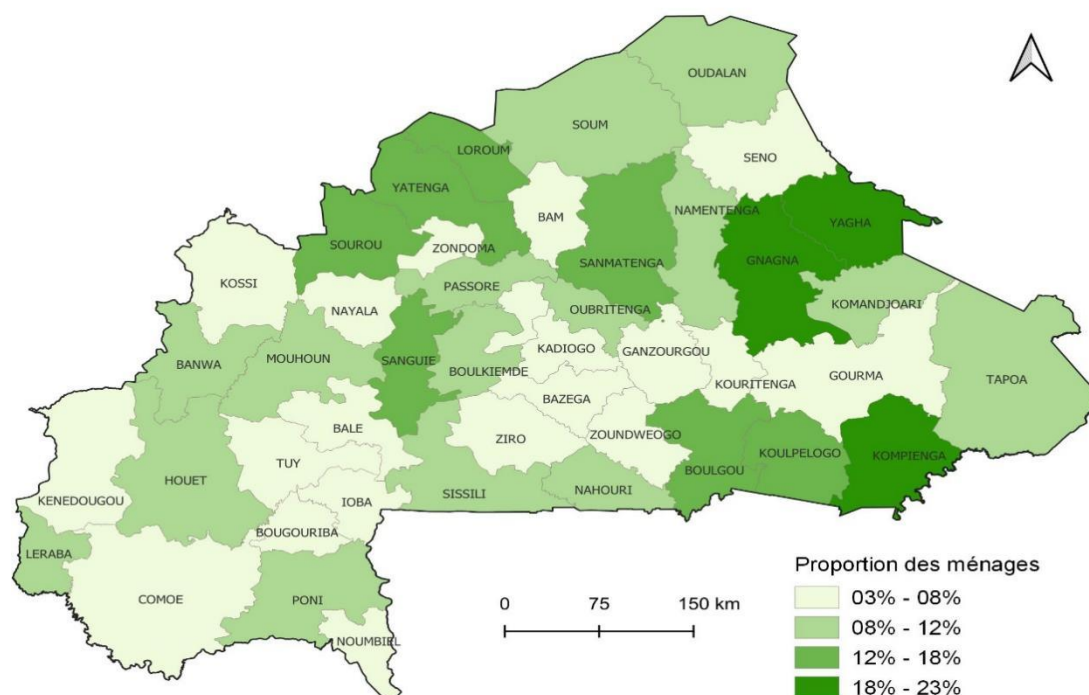 OUDALAN
SOUM
SENO
LOROUM
YATENGA
BAM
NAMENTENGA
YAGHA
SOUROU
ZONDOMA
SANMATENGA
GNAGNA
KOSSI
PASSORE
NAYALA
OUBRITENGA
KOMANDJOARI
BANWA
MOUHOUN
SANGUIE
BOULKIEMDE
KADIOGO
GANZOURGOU
KOURITENGA
GOURMA
TAPOA
BAZEGA
BALE
ZIRO
ZOUNDWEOGO
KOULPELOGO
KOMPIENGA
TUY
BOULGOU
HOUET
KENEDOUGOU
IOBA
SISSILI
NAHOURI
BOUGOURIBA
LERABA
COMOE
PONI
NOUMBIEL
0 75 150 km
Proportion des ménages
03% - 08%
08% - 12%
12% - 18%
18% - 23%